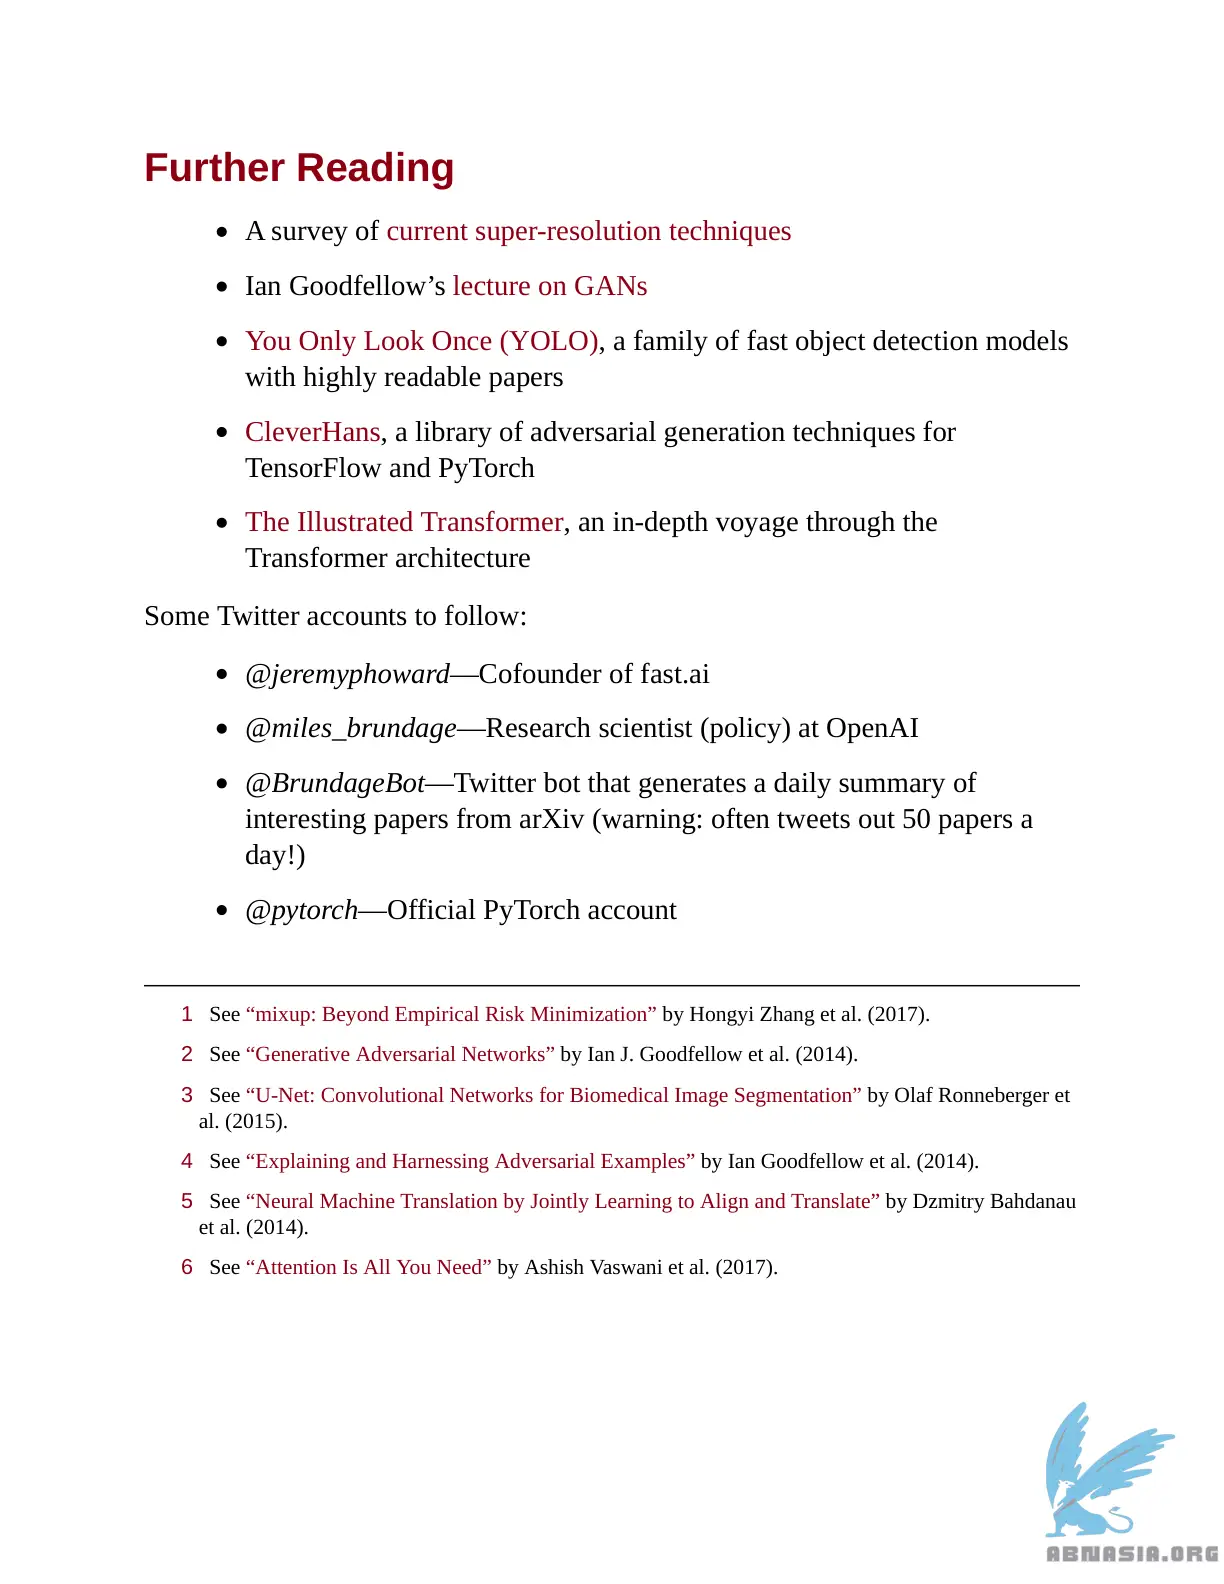 Further Reading
• A survey of current super-resolution techniques
• Ian Goodfellow’s lecture on GANs
• You Only Look Once (YOLO), a family of fast object detection models
with highly readable papers
• CleverHans, a library of adversarial generation techniques for
TensorFlow and PyTorch
• The Illustrated Transformer, an in-depth voyage through the
Transformer architecture
Some Twitter accounts to follow:
• @jeremyphoward—Cofounder of fast.ai
• @miles_brundage—Research scientist (policy) at OpenAI
• @BrundageBot—Twitter bot that generates a daily summary of
interesting papers from arXiv (warning: often tweets out 50 papers a
day!)
• @pytorch—Official PyTorch account
1 See “mixup: Beyond Empirical Risk Minimization” by Hongyi Zhang et al. (2017).
2 See “Generative Adversarial Networks” by Ian J. Goodfellow et al. (2014).
3 See “U-Net: Convolutional Networks for Biomedical Image Segmentation” by Olaf Ronneberger et
al. (2015).
4 See “Explaining and Harnessing Adversarial Examples” by Ian Goodfellow et al. (2014).
5 See “Neural Machine Translation by Jointly Learning to Align and Translate” by Dzmitry Bahdanau
et al. (2014).
6 See “Attention Is All You Need” by Ashish Vaswani et al. (2017).
ABNASIA.ORG